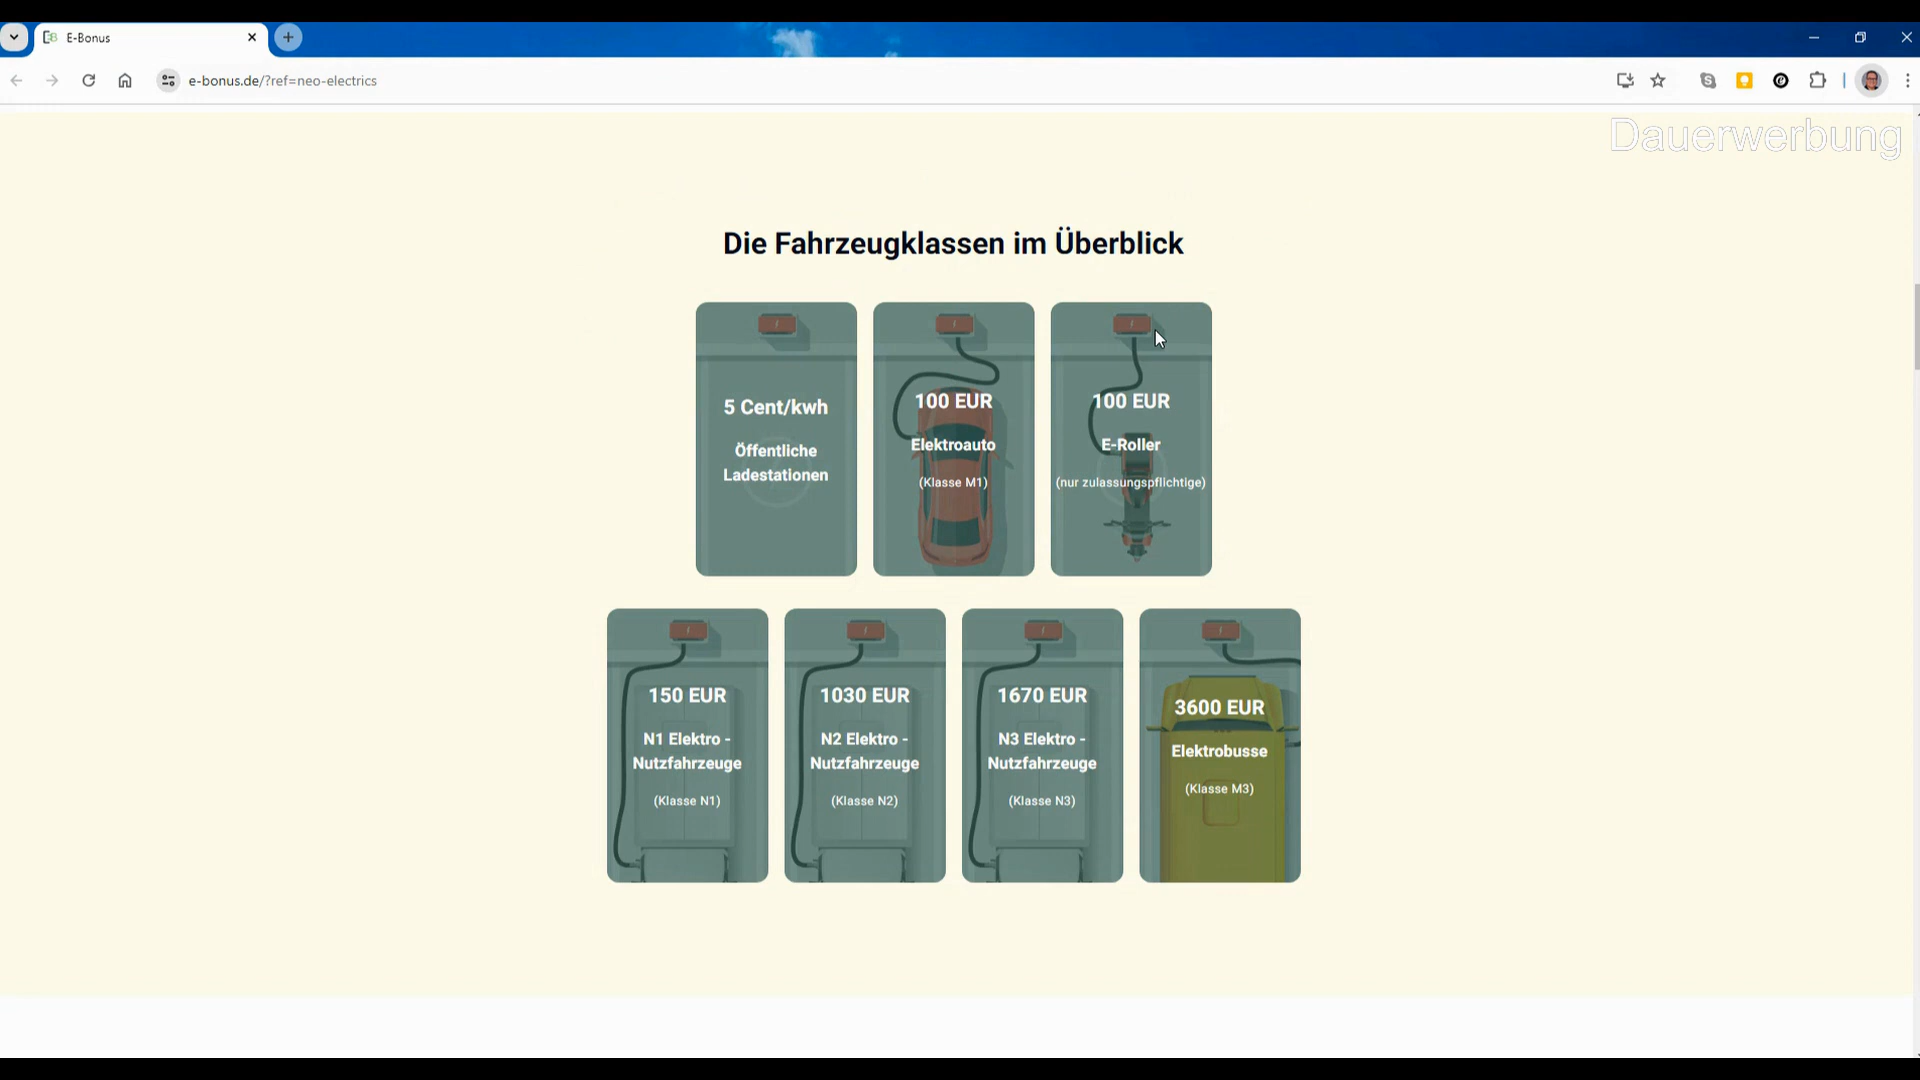 E-Bonus
e-bonus.de/?ref=neo-electrics
Dauerwerbung
Die Fahrzeugklassen im Überblick
5 Cent/kwh
Öffentliche
Ladestationen
100 EUR
Elektroauto
(Klasse M1)
100 EUR
E-Roller
(nur zulassungspflichtige)
150 EUR
N1 Elektro -
Nutzfahrzeuge
(Klasse N1)
1030 EUR
N2 Elektro -
Nutzfahrzeuge
(Klasse N2)
1670 EUR
N3 Elektro -
Nutzfahrzeuge
(Klasse N3)
3600 EUR
Elektrobusse
(Klasse M3)